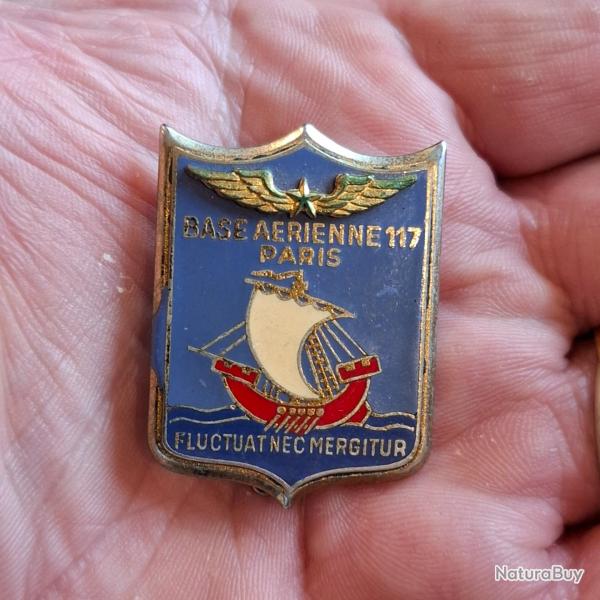 BASE AERIENNE 117
PARIS
FLUCTUAT NEC MERGITUR
NaturaBuy